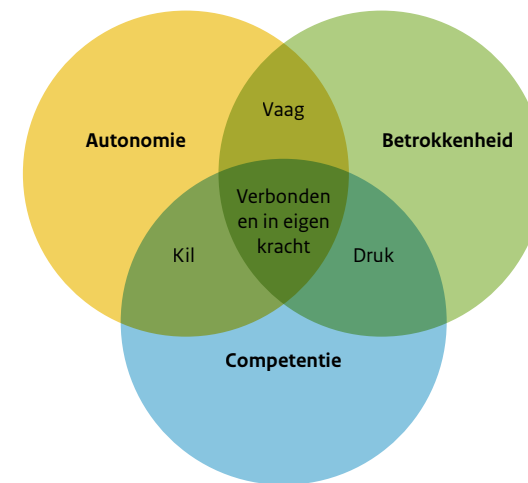 Vaag
Autonomie
Betrokkenheid
Verbonden
en in eigen
kracht
Kil
Druk
Competentie